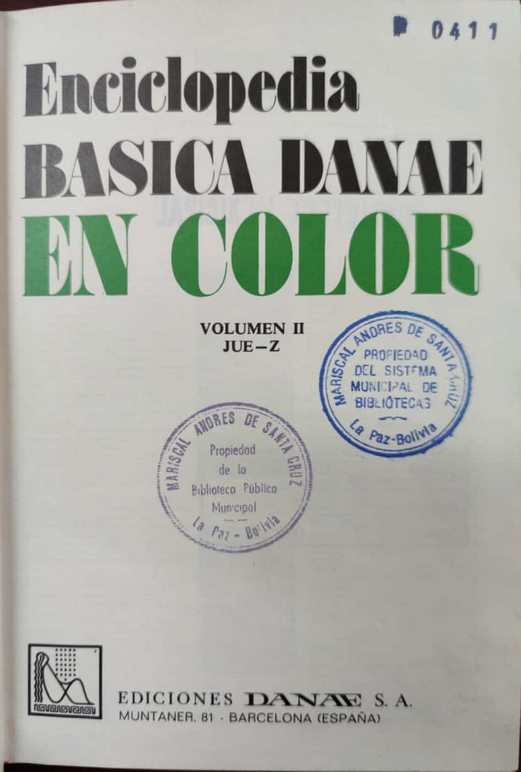 P 0411
Enciclopedia
BASICA DANAE
EN COLOR
VOLUMEN II
JUE-Z
MARISCAL ANDRES DE SANTA CRUZ
PROPIEDAD
DEL SISTEMA
MUNICIPAL DE
BIBLIÓTECAS
La Paz-Bolivia
MARISCAL ANDRES DE SANTA CRUZ
Propiedad
de la
Biblioteca Pública
Municipal
La Paz - Bolivia
EDICIONES DANAE S. A.
MUNTANER, 81 · BARCELONA (ESPAÑA)